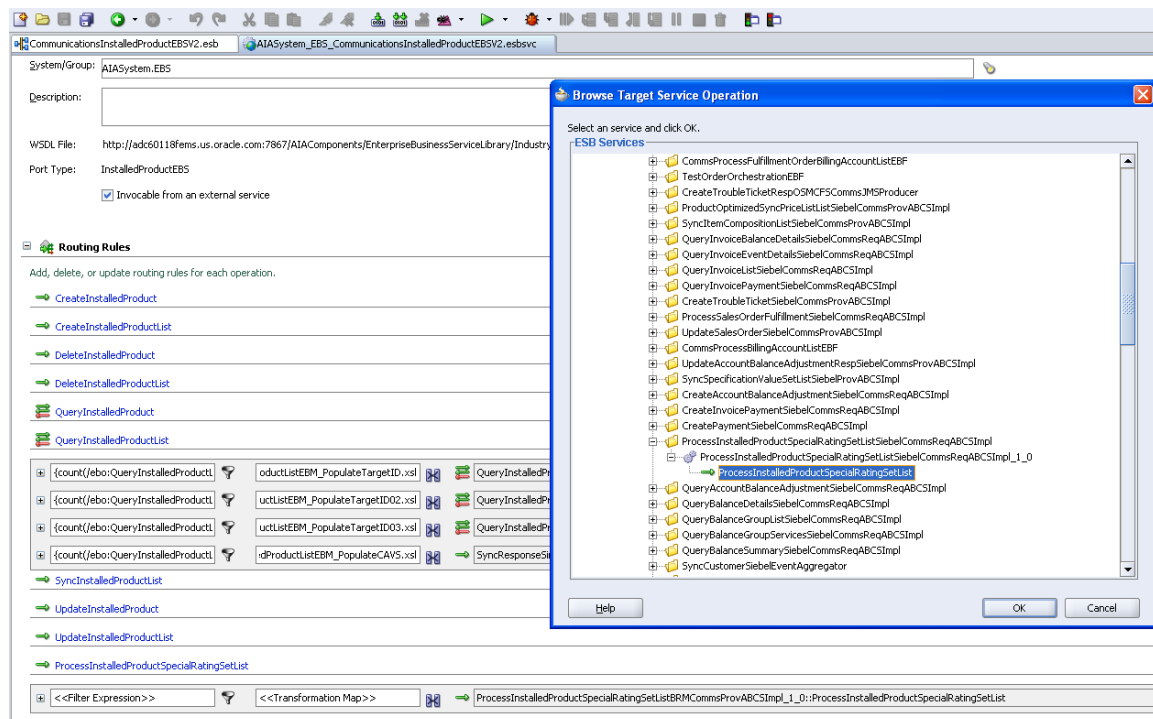 CommunicationsInstalledProductEBSV2.esb
AIASystem_EBS_CommunicationsInstalledProductEBSV2.esbsvc
System/Group: AIASystem.EBS
Description:
WSDL File: http://adc60118fems.us.oracle.com:7867/AIAComponents/EnterpriseBusinessServiceLibrary/Industry
Port Type: InstalledProductEBS
Invocable from an external service
Routing Rules
Add, delete, or update routing rules for each operation.
CreateInstalledProduct
CreateInstalledProductList
DeleteInstalledProduct
DeleteInstalledProductList
QueryInstalledProduct
QueryInstalledProductList
{count(/ebo:QueryInstalledProductL oductListEBM_PopulateTargetID.xsl QueryInstalledPr
{count(/ebo:QueryInstalledProductL uctListEBM_PopulateTargetID02.xsl QueryInstalledPr
{count(/ebo:QueryInstalledProductL uctListEBM_PopulateTargetID03.xsl QueryInstalledPr
{count(/ebo:QueryInstalledProductL dProductListEBM_PopulateCAVS.xsl SyncResponseSi
SyncInstalledProductList
UpdateInstalledProduct
UpdateInstalledProductList
ProcessInstalledProductSpecialRatingSetList
<<Filter Expression>> <<Transformation Map>> ProcessInstalledProductSpecialRatingSetListBRMCommsProvABCSImpl_1_0::ProcessInstalledProductSpecialRatingSetList
Browse Target Service Operation
Select an service and click OK.
ESB Services
CommsProcessFulfillmentOrderBillingAccountListEBF
TestOrderOrchestrationEBF
CreateTroubleTicketRespOSMCFSCommsJMSProducer
ProductOptimizedSyncPriceListListSiebelCommsProvABCSImpl
SyncItemCompositionListSiebelCommsProvABCSImpl
QueryInvoiceBalanceDetailsSiebelCommsReqABCSImpl
QueryInvoiceEventDetailsSiebelCommsReqABCSImpl
QueryInvoiceListSiebelCommsReqABCSImpl
QueryInvoicePaymentSiebelCommsReqABCSImpl
CreateTroubleTicketSiebelCommsProvABCSImpl
ProcessSalesOrderFulfillmentSiebelCommsReqABCSImpl
UpdateSalesOrderSiebelCommsProvABCSImpl
CommsProcessBillingAccountListEBF
UpdateAccountBalanceAdjustmentRespSiebelCommsProvABCSImpl
SyncSpecificationValueSetListSiebelProvABCSImpl
CreateAccountBalanceAdjustmentSiebelCommsReqABCSImpl
CreateInvoicePaymentSiebelCommsReqABCSImpl
CreatePaymentSiebelCommsReqABCSImpl
ProcessInstalledProductSpecialRatingSetListSiebelCommsReqABCSImpl
ProcessInstalledProductSpecialRatingSetListSiebelCommsReqABCSImpl_1_0
ProcessInstalledProductSpecialRatingSetList
QueryAccountBalanceAdjustmentSiebelCommsReqABCSImpl
QueryBalanceDetailsSiebelCommsReqABCSImpl
QueryBalanceGroupListSiebelCommsReqABCSImpl
QueryBalanceGroupServicesSiebelCommsReqABCSImpl
QueryBalanceSummarySiebelCommsReqABCSImpl
SyncCustomerSiebelEventAggregator
Help OK Cancel